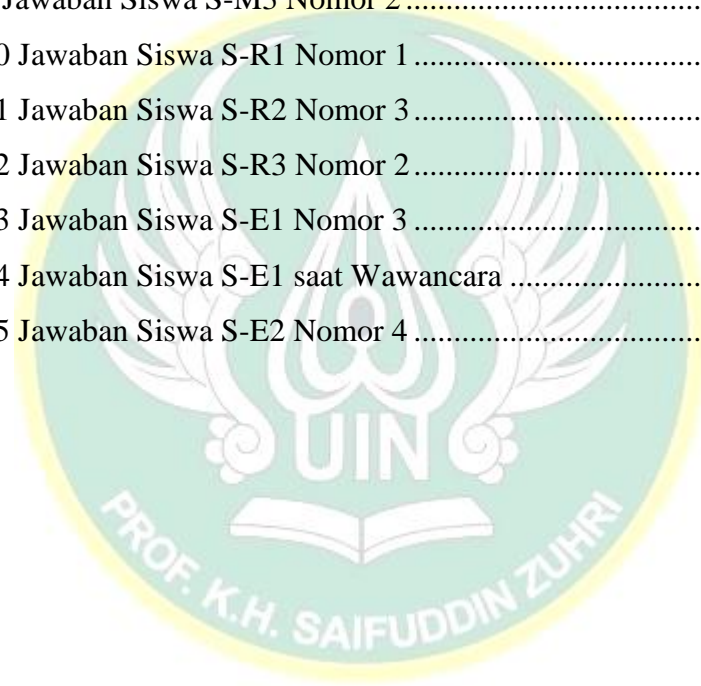 Jawaban Siswa S-M3 Nomor 2 ....................................
0 Jawaban Siswa S-R1 Nomor 1 ....................................
1 Jawaban Siswa S-R2 Nomor 3 ....................................
2 Jawaban Siswa S-R3 Nomor 2 ....................................
3 Jawaban Siswa S-E1 Nomor 3 ....................................
4 Jawaban Siswa S-E1 saat Wawancara ........................
5 Jawaban Siswa S-E2 Nomor 4 ....................................
UIN
PROF. K.H. SAIFUDDIN ZUHRI